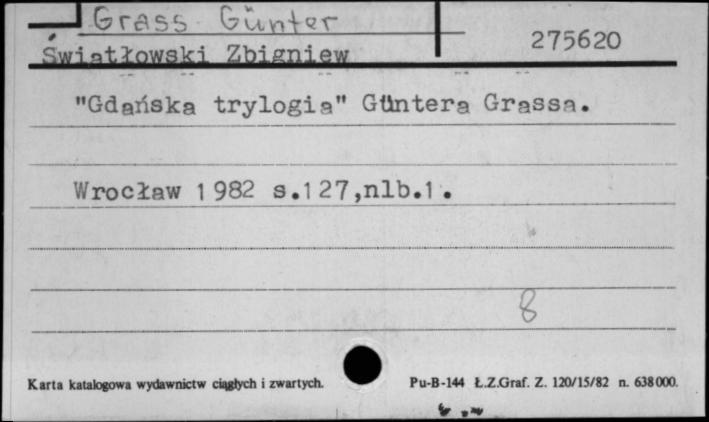 Grass Günter
Światłowski Zbigniew
275620
"Gdańska trylogia" Güntera Grassa.
Wrocław 1982 s.127,nlb.1.
8
Karta katalogowa wydawnictw ciągłych i zwartych.
Pu-B-144 Ł.Z.Graf. Z. 120/15/82 n. 638000.